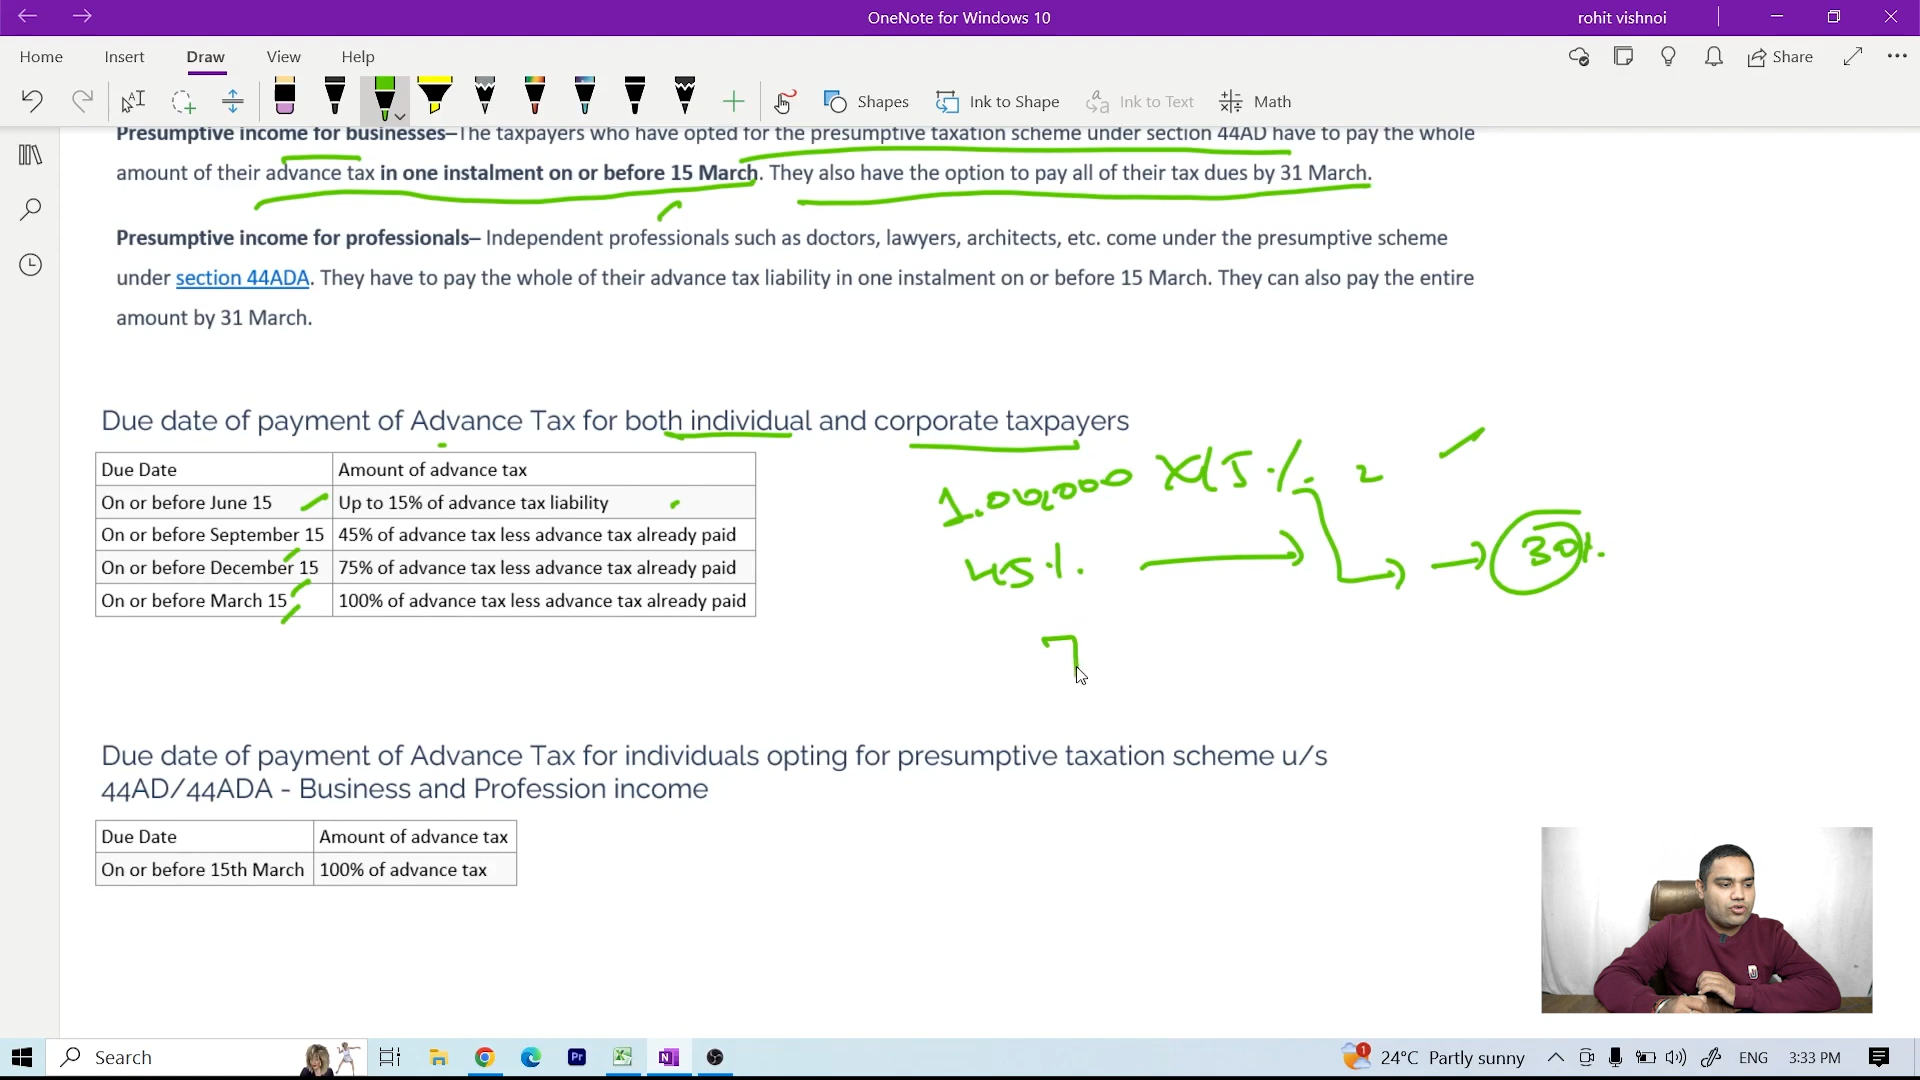 OneNote for Windows 10
rohit vishnoi
Home Insert Draw View Help
Share
Shapes Ink to Shape Ink to Text Math
Presumptive income for businesses–The taxpayers who have opted for the presumptive taxation scheme under section 44AD have to pay the whole
amount of their advance tax in one instalment on or before 15 March. They also have the option to pay all of their tax dues by 31 March.
Presumptive income for professionals– Independent professionals such as doctors, lawyers, architects, etc. come under the presumptive scheme
under section 44ADA. They have to pay the whole of their advance tax liability in one instalment on or before 15 March. They can also pay the entire
amount by 31 March.
Due date of payment of Advance Tax for both individual and corporate taxpayers
Due Date Amount of advance tax
On or before June 15 Up to 15% of advance tax liability
On or before September 15 45% of advance tax less advance tax already paid
On or before December 15 75% of advance tax less advance tax already paid
On or before March 15 100% of advance tax less advance tax already paid
1.00,000 X15%.
45%.
30%.
7
Due date of payment of Advance Tax for individuals opting for presumptive taxation scheme u/s
44AD/44ADA - Business and Profession income
Due Date Amount of advance tax
On or before 15th March 100% of advance tax
Search
Pr
1
24°C Partly sunny
ENG
3:33 PM